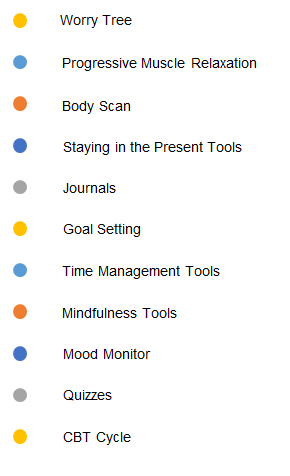 Worry Tree
Progressive Muscle Relaxation
Body Scan
Staying in the Present Tools
Journals
Goal Setting
Time Management Tools
Mindfulness Tools
Mood Monitor
Quizzes
CBT Cycle